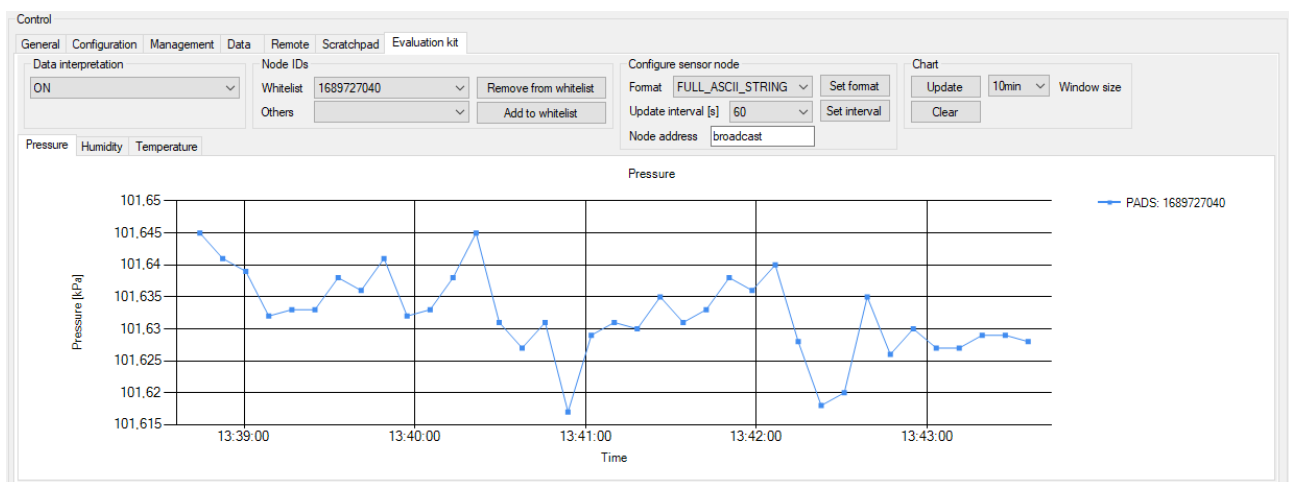 Control
General Configuration Management Data Remote Scratchpad Evaluation kit
Data interpretation
ON
Node IDs
Whitelist 1689727040 Remove from whitelist
Others Add to whitelist
Configure sensor node
Format FULL_ASCII_STRING Set format
Update interval [s] 60 Set interval
Node address broadcast
Chart
Update 10min Window size
Clear
Pressure Humidity Temperature
Pressure
PADS: 1689727040
Pressure [kPa]
101,65
101,645
101,64
101,635
101,63
101,625
101,62
101,615
13:39:00 13:40:00 13:41:00 13:42:00 13:43:00
Time